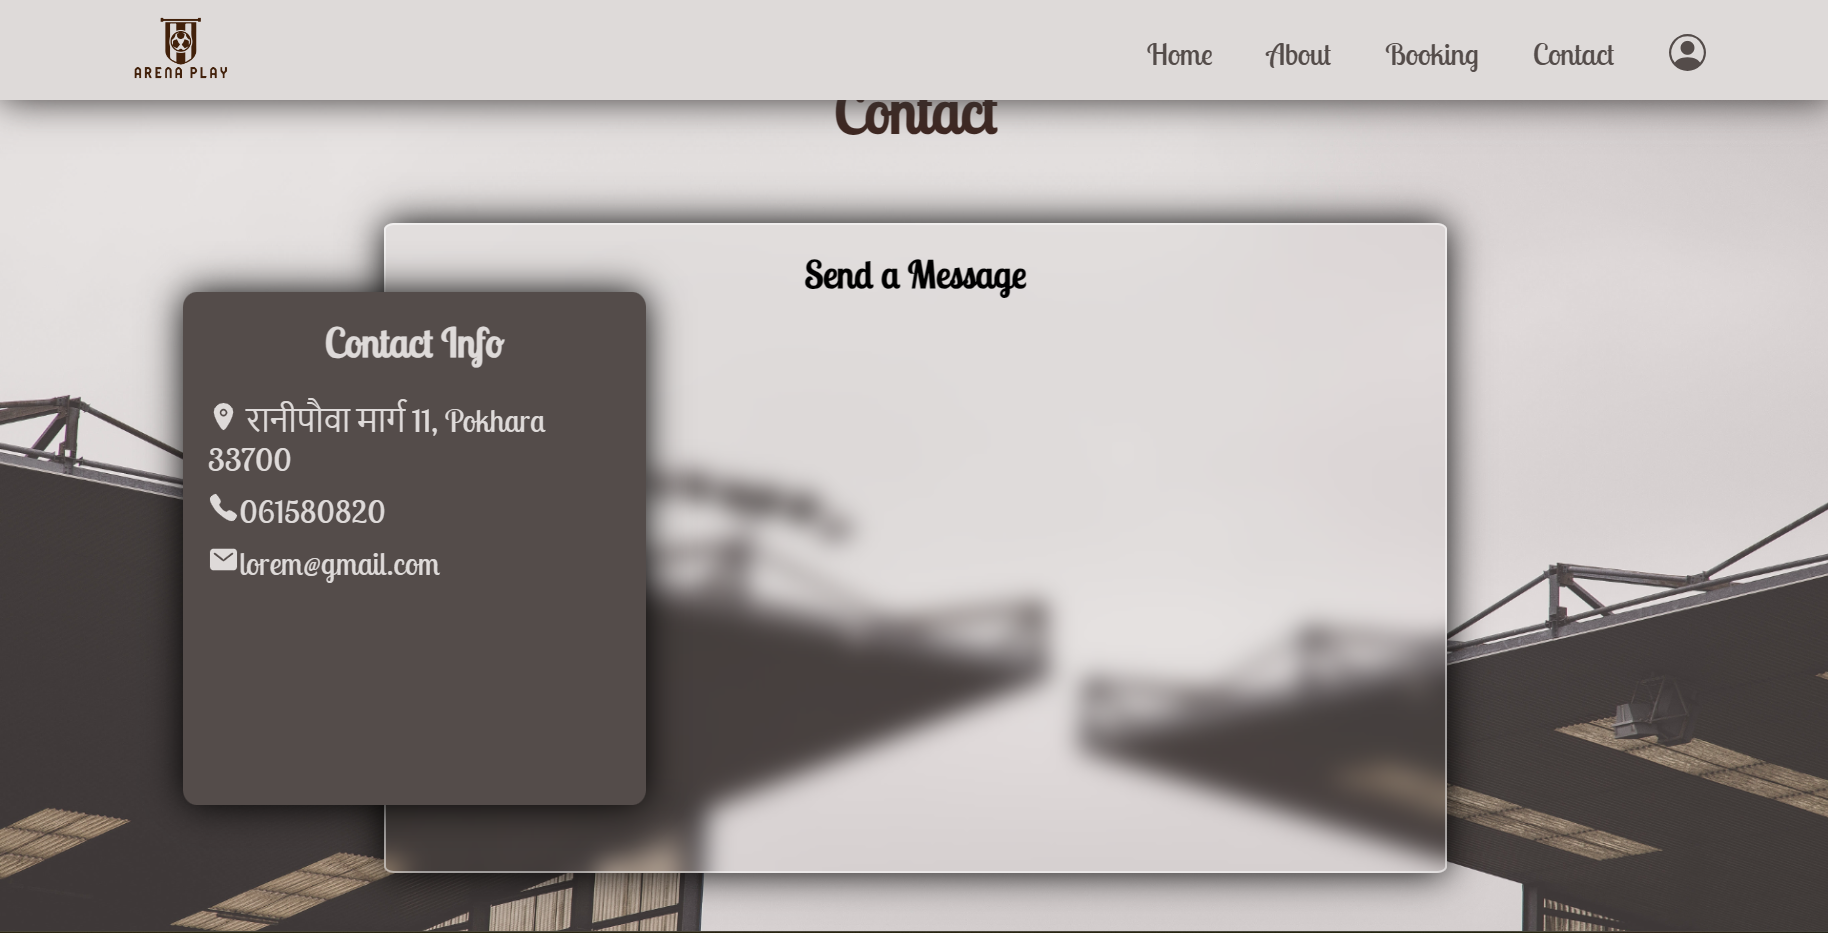 ARENA PLAY
Home About Booking Contact
Contact
Send a Message
Contact Info
रानीपौवा मार्ग 11, Pokhara
33700
061580820
lorem@gmail.com